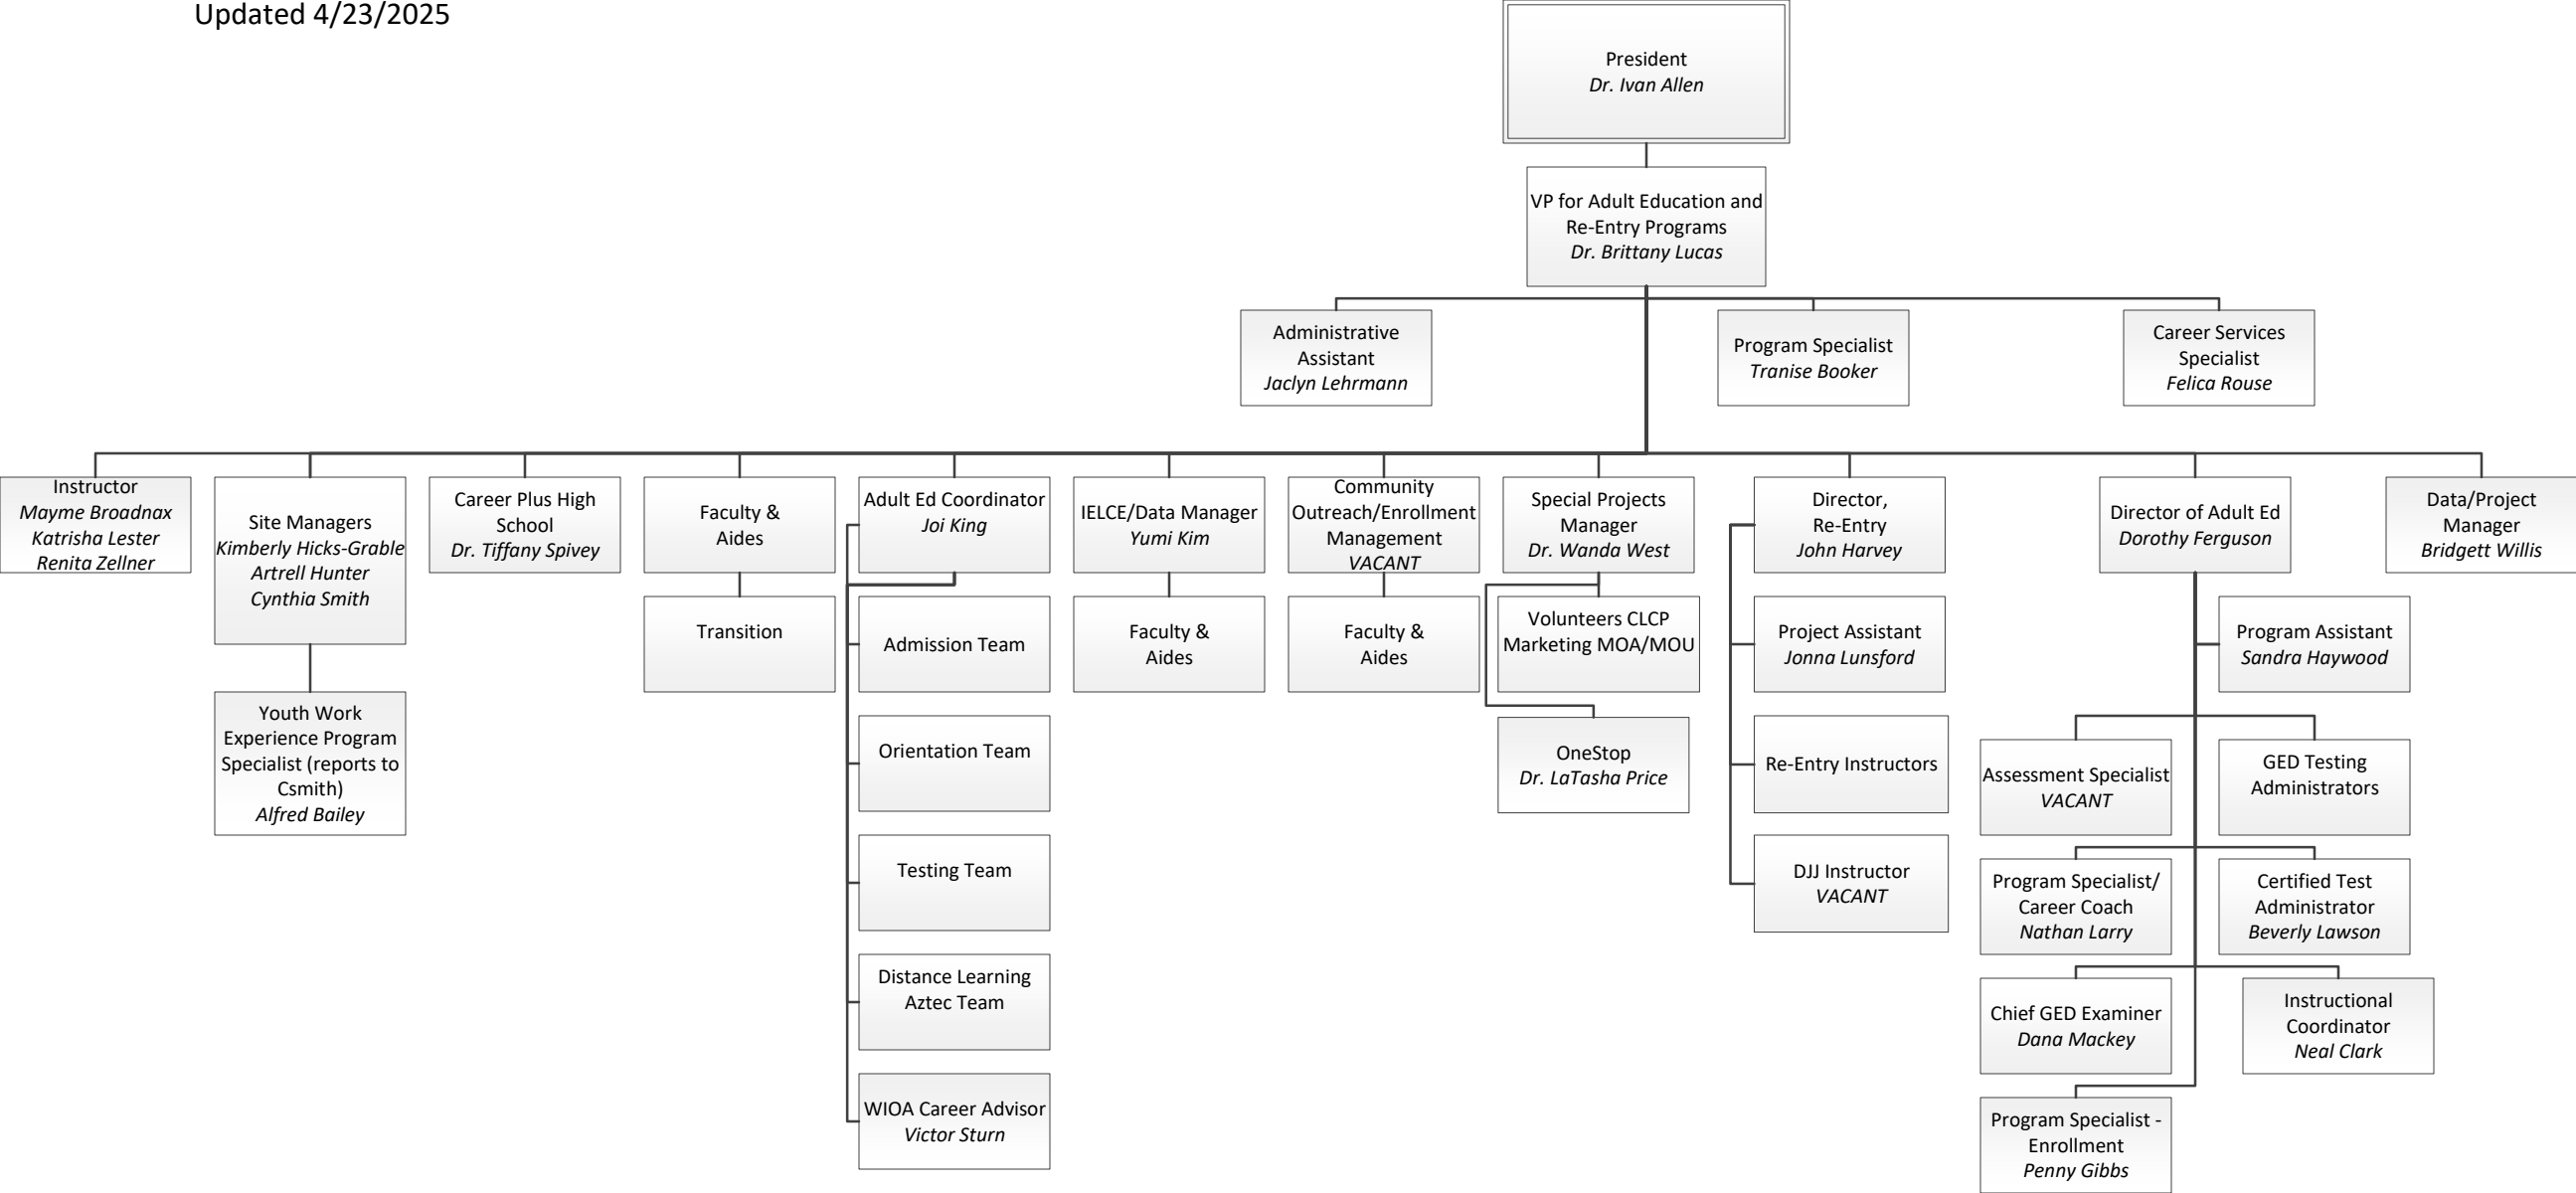 Updated 4/23/2025
President
Dr. Ivan Allen
VP for Adult Education and
Re-Entry Programs
Dr. Brittany Lucas
Administrative
Assistant
Jaclyn Lehrmann
Program Specialist
Tranise Booker
Career Services
Specialist
Felica Rouse
Instructor
Mayme Broadnax
Katrisha Lester
Renita Zellner
Site Managers
Kimberly Hicks-Grable
Artrell Hunter
Cynthia Smith
Career Plus High
School
Dr. Tiffany Spivey
Faculty &
Aides
Adult Ed Coordinator
Joi King
IELCE/Data Manager
Yumi Kim
Community
Outreach/Enrollment
Management
VACANT
Special Projects
Manager
Dr. Wanda West
Director,
Re-Entry
John Harvey
Director of Adult Ed
Dorothy Ferguson
Data/Project
Manager
Bridgett Willis
Transition
Admission Team
Faculty &
Aides
Faculty &
Aides
Volunteers CLCP
Marketing MOA/MOU
Project Assistant
Jonna Lunsford
Program Assistant
Sandra Haywood
Youth Work
Experience Program
Specialist (reports to
Csmith)
Alfred Bailey
Orientation Team
OneStop
Dr. LaTasha Price
Re-Entry Instructors
Assessment Specialist
VACANT
GED Testing
Administrators
Testing Team
DJJ Instructor
VACANT
Program Specialist/
Career Coach
Nathan Larry
Certified Test
Administrator
Beverly Lawson
Distance Learning
Aztec Team
Chief GED Examiner
Dana Mackey
Instructional
Coordinator
Neal Clark
WIOA Career Advisor
Victor Sturn
Program Specialist -
Enrollment
Penny Gibbs